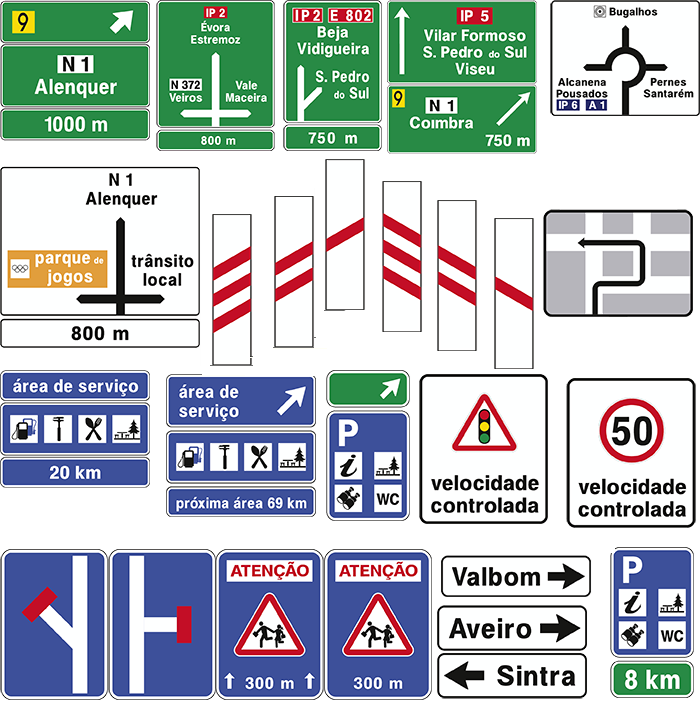 9
N 1
Alenquer
1000 m
IP 2
Évora
Estremoz
N 372
Veiros
Vale
Maceira
800 m
IP 2 E 802
Beja
Vidigueira
S. Pedro
do Sul
750 m
IP 5
Vilar Formoso
S. Pedro do Sul
Viseu
9
N 1
Coimbra
750 m
Bugalhos
Alcanena
Pousados
IP 6 A 1
Pernes
Santarém
N 1
Alenquer
parque de
jogos
trânsito
local
800 m
área de serviço
20 km
área de
serviço
próxima área 69 km
P
i
WC
velocidade
controlada
50
velocidade
controlada
ATENÇÃO
300 m
ATENÇÃO
300 m
Valbom
Aveiro
Sintra
P
i
WC
8 km